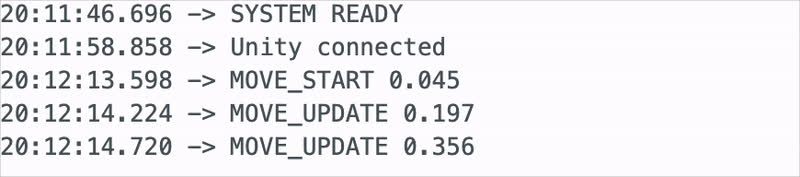 20:11:46.696 -> SYSTEM READY
20:11:58.858 -> Unity connected
20:12:13.598 -> MOVE_START 0.045
20:12:14.224 -> MOVE_UPDATE 0.197
20:12:14.720 -> MOVE_UPDATE 0.356